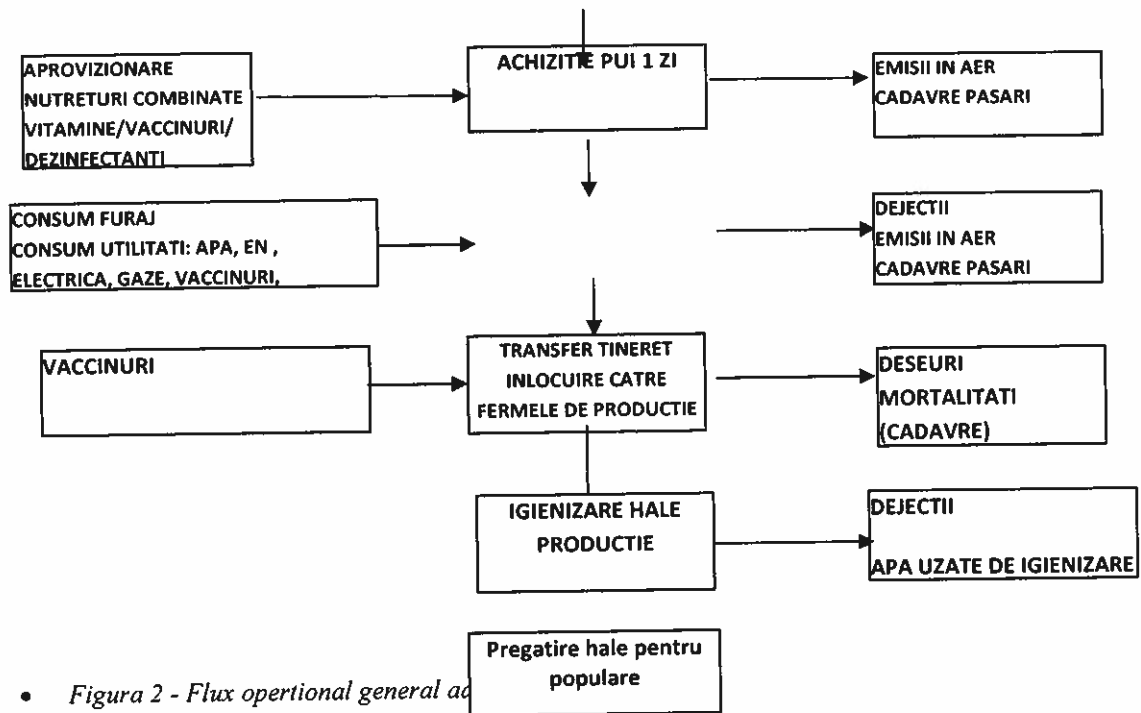 APROVIZIONARE
NUTRETURI COMBINATE
VITAMINE/VACCINURI/
DEZINFECTANTI
ACHIZITIE PUI 1 ZI
EMISII IN AER
CADAVRE PASARI
CONSUM FURAJ
CONSUM UTILITATI: APA, EN ,
ELECTRICA, GAZE, VACCINURI,
DEJECTII
EMISII IN AER
CADAVRE PASARI
VACCINURI
TRANSFER TINERET
INLOCUIRE CATRE
FERMELE DE PRODUCTIE
DESEURI
MORTALITATI
(CADAVRE)
IGIENIZARE HALE
PRODUCTIE
DEJECTII
APA UZATE DE IGIENIZARE
Pregatire hale pentru
populare
• Figura 2 - Flux opertional general